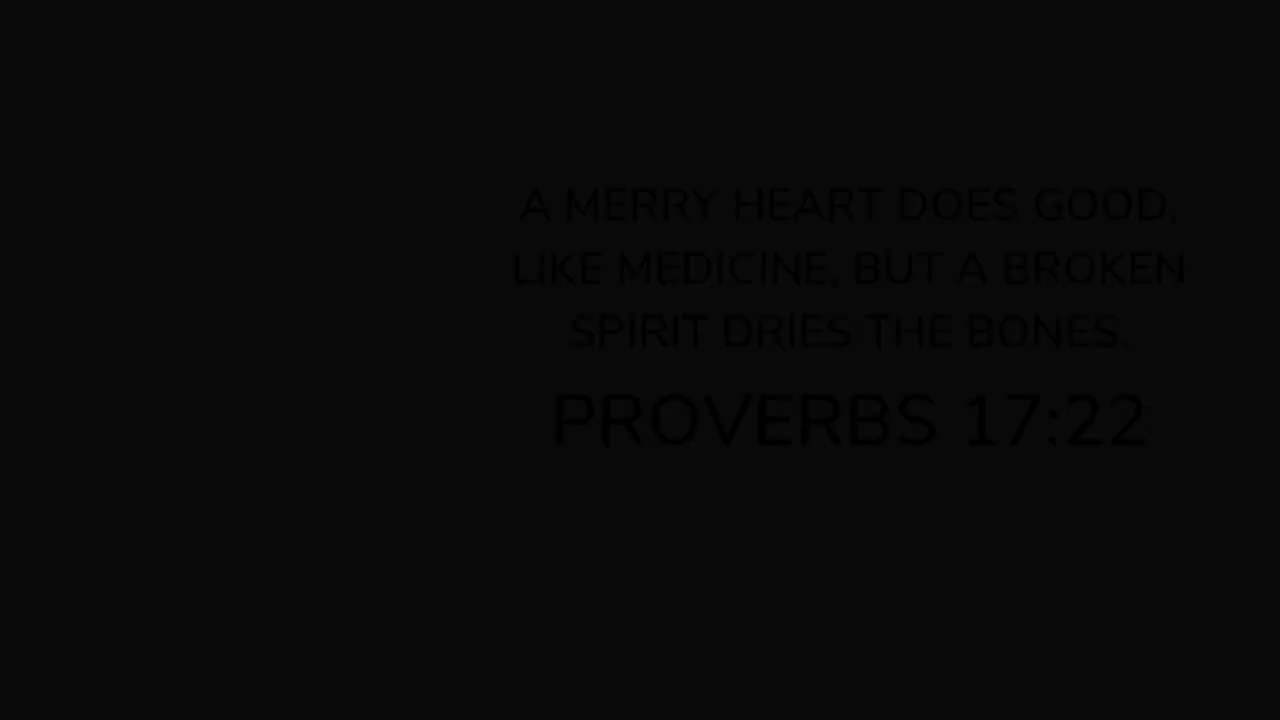 A MERRY HEART DOES GOOD,
LIKE MEDICINE, BUT A BROKEN
SPIRIT DRIES THE BONES.
PROVERBS 17:22